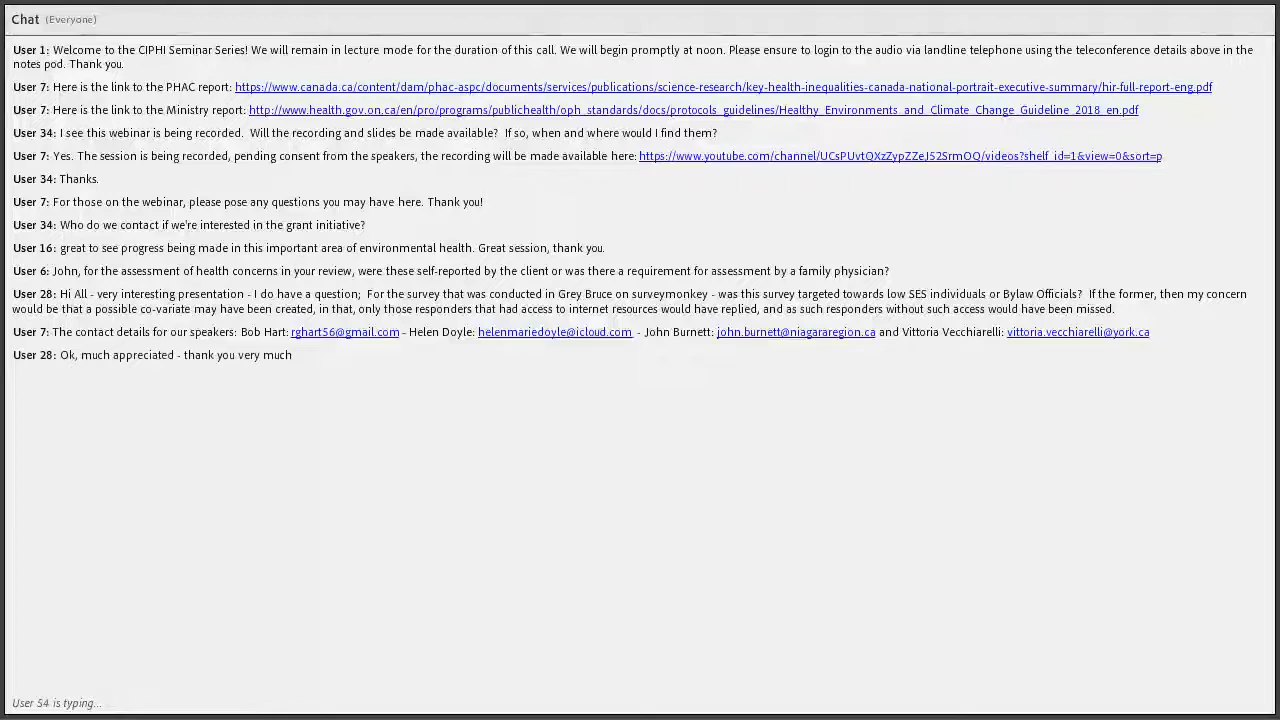 Chat (Everyone)
User 1: Welcome to the CIPHI Seminar Series! We will remain in lecture mode for the duration of this call. We will begin promptly at noon. Please ensure to login to the audio via landline telephone using the teleconference details above in the
notes pod. Thank you.
User 7: Here is the link to the PHAC report: https://www.canada.ca/content/dam/phac-aspc/documents/services/publications/science-research/key-health-inequalities-canada-national-portrait-executive-summary/hir-full-report-eng.pdf
User 7: Here is the link to the Ministry report: http://www.health.gov.on.ca/en/pro/programs/publichealth/oph_standards/docs/protocols_guidelines/Healthy_Environments_and_Climate_Change_Guideline_2018_en.pdf
User 34: I see this webinar is being recorded.  Will the recording and slides be made available?  If so, when and where would I find them?
User 7: Yes. The session is being recorded, pending consent from the speakers, the recording will be made available here: https://www.youtube.com/channel/UCsPUvtQXzZypZZeJ52SrmOQ/videos?shelf_id=1&view=0&sort=p
User 34: Thanks.
User 7: For those on the webinar, please pose any questions you may have here. Thank you!
User 34: Who do we contact if we're interested in the grant initiative?
User 16: great to see progress being made in this important area of environmental health. Great session, thank you.
User 6: John, for the assessment of health concerns in your review, were these self-reported by the client or was there a requirement for assessment by a family physician?
User 28: Hi All - very interesting presentation - I do have a question;  For the survey that was conducted in Grey Bruce on surveymonkey - was this survey targeted towards low SES individuals or Bylaw Officials?  If the former, then my concern
would be that a possible co-variate may have been created, in that, only those responders that had access to internet resources would have replied, and as such responders without such access would have been missed.
User 7: The contact details for our speakers: Bob Hart: rghart56@gmail.com - Helen Doyle: helenmariedoyle@icloud.com  - John Burnett: john.burnett@niagararegion.ca and Vittoria Vecchiarelli: vittoria.vecchiarelli@york.ca
User 28: Ok, much appreciated - thank you very much
User 54 is typing...